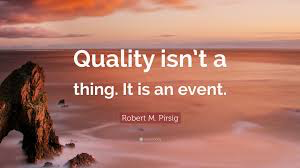 Quality isn’t a
thing. It is an event.
Robert M. Pirsig